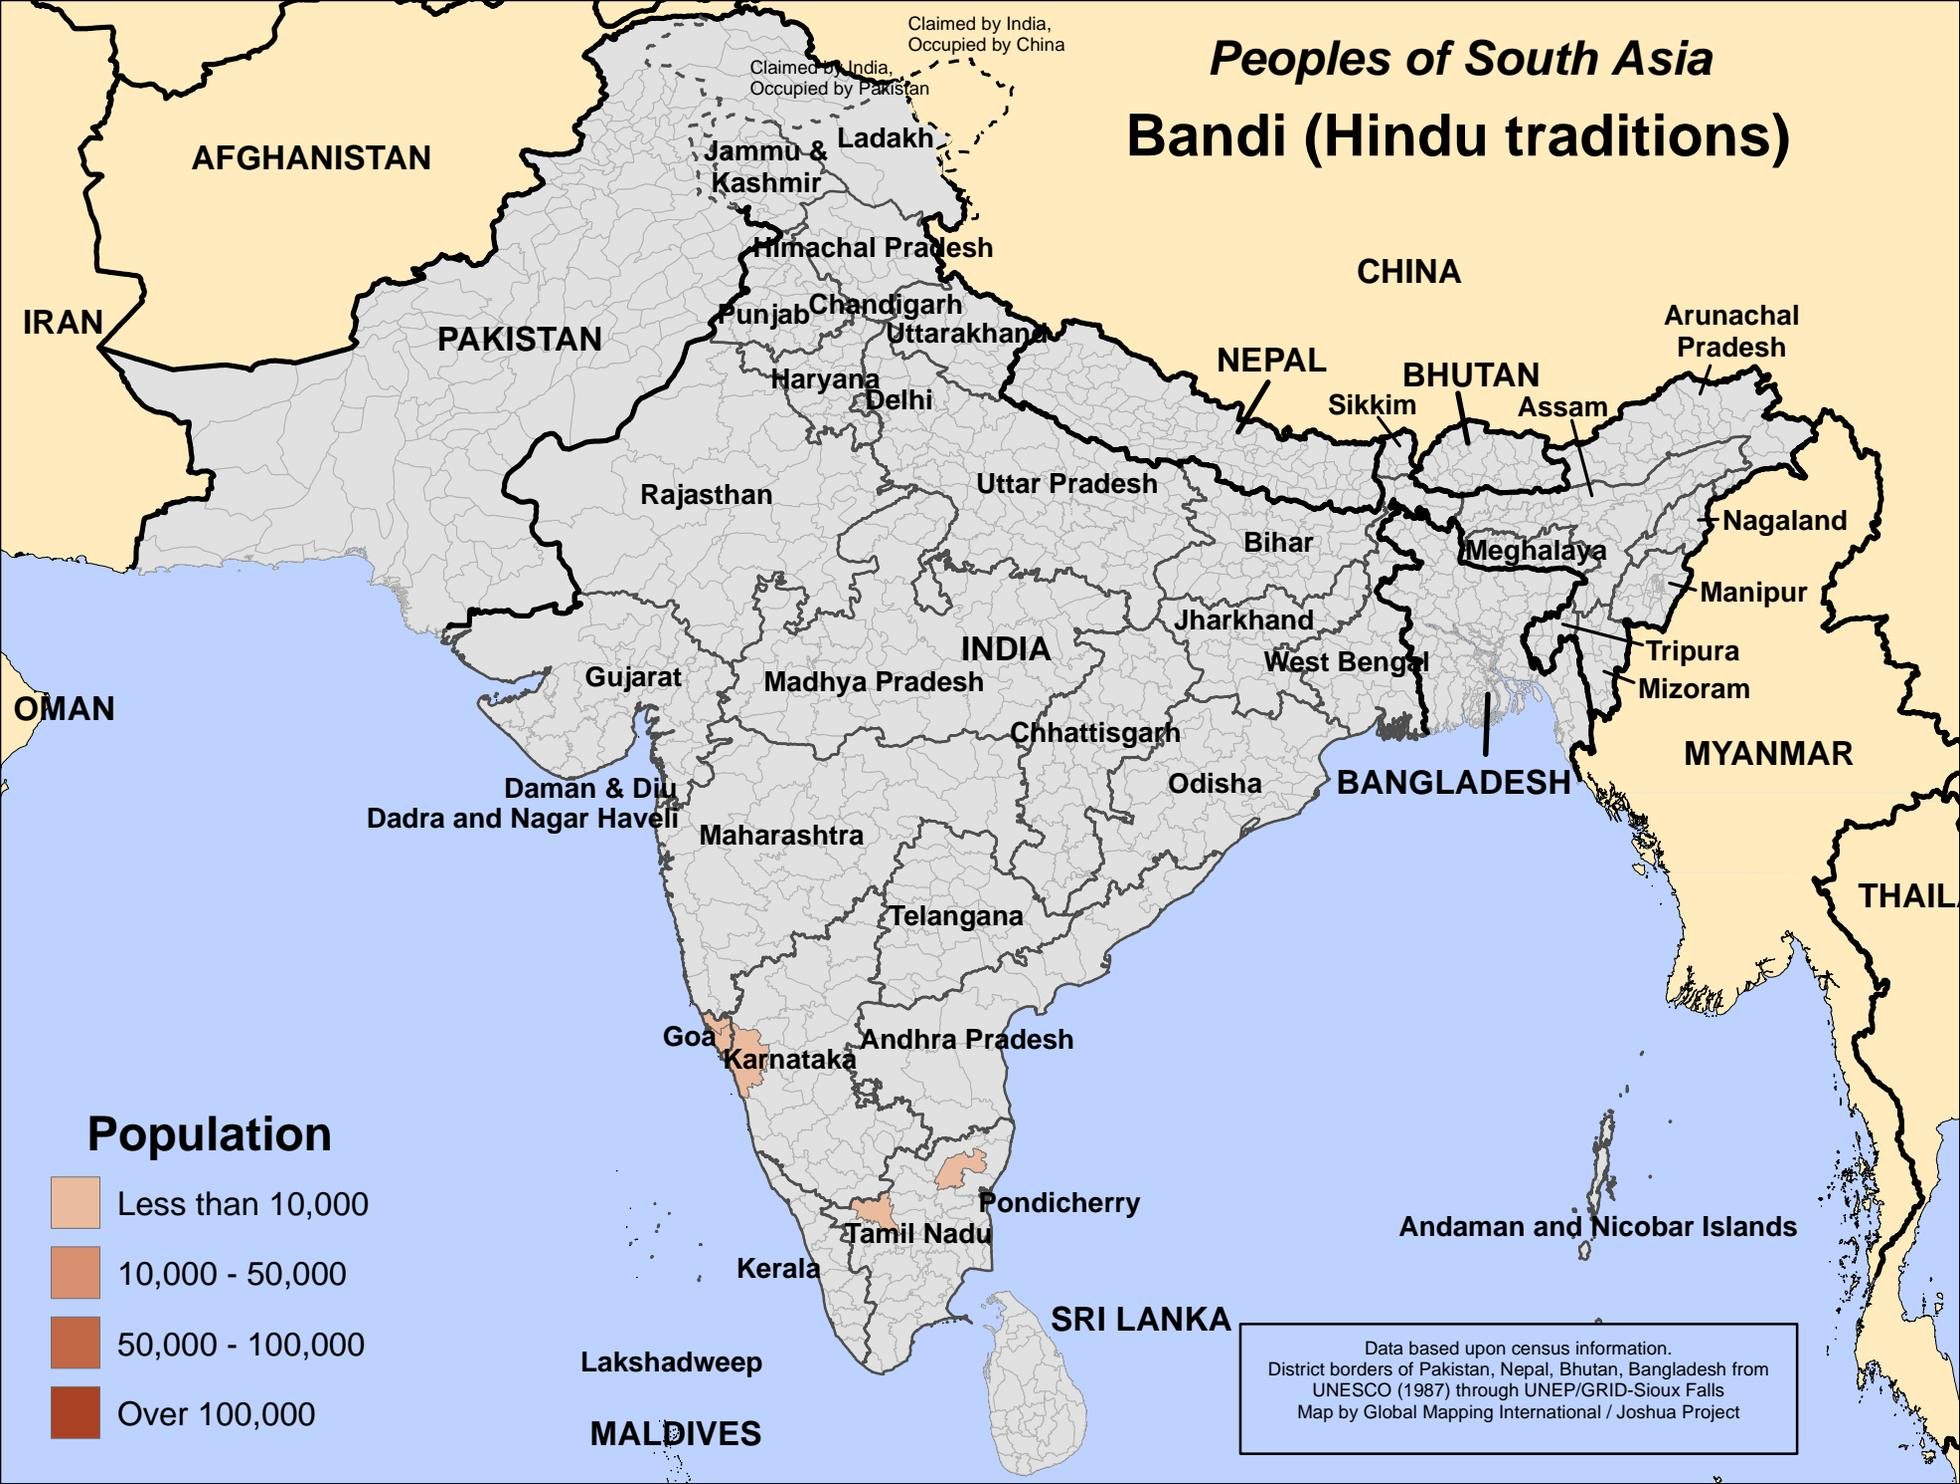 Claimed by India,
Occupied by China
Peoples of South Asia
Claimed by India,
Occupied by Pakistan
Bandi (Hindu traditions)
Ladakh
Jammu &
Kashmir
AFGHANISTAN
Himachal Pradesh
CHINA
Chandigarh
Punjab
IRAN
PAKISTAN
Uttarakhand
Arunachal
Pradesh
NEPAL
BHUTAN
Haryana
Delhi
Sikkim
Assam
Rajasthan
Uttar Pradesh
Nagaland
Bihar
Meghalaya
Manipur
Jharkhand
INDIA
Tripura
West Bengal
Gujarat
Madhya Pradesh
Mizoram
OMAN
Chhattisgarh
MYANMAR
Odisha
BANGLADESH
Daman & Diu
Dadra and Nagar Haveli
Maharashtra
THAIL
Telangana
Goa
Andhra Pradesh
Karnataka
Population
Less than 10,000
10,000 - 50,000
50,000 - 100,000
Over 100,000
Pondicherry
Tamil Nadu
Andaman and Nicobar Islands
Kerala
SRI LANKA
Lakshadweep
MALDIVES
Data based upon census information.
District borders of Pakistan, Nepal, Bhutan, Bangladesh from
UNESCO (1987) through UNEP/GRID-Sioux Falls
Map by Global Mapping International / Joshua Project